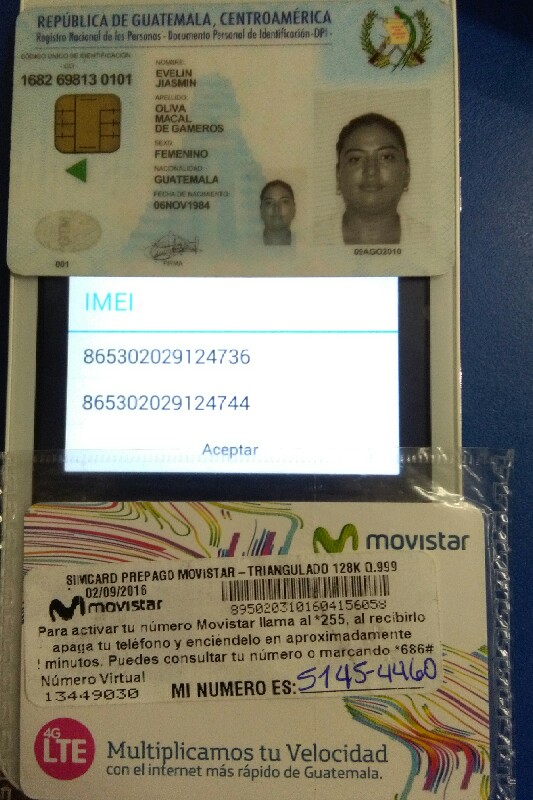 REPÚBLICA DE GUATEMALA, CENTROAMÉRICA
Registro Nacional de las Personas - Documento Personal de Identificación -DPI-
CÓDIGO ÚNICO DE IDENTIFICACIÓN
CUI
1682 69813 0101
NOMBRE:
EVELIN
JIASMIN
APELLIDO:
OLIVA
MACAL
DE GAMEROS
SEXO:
FEMENINO
NACIONALIDAD:
GUATEMALA
FECHA DE NACIMIENTO:
06NOV1984
001
FIRMA
09AGO2010
IMEI
865302029124736
865302029124744
Aceptar
movistar
SIMCARD PREPAGO MOVISTAR - TRIANGULADO 128K Q.999
02/09/2016
movistar
8950203101604156058
Para activar tu número Movistar llama al *255, al recibirlo
apaga tu teléfono y enciendelo en aproximadamente
minutos. Puedes consultar tu número o marcando *686#
Número Virtual
13449030
MI NUMERO ES: 5145-4460
4G
LTE
Multiplicamos tu Velocidad
con el internet más rápido de Guatemala.